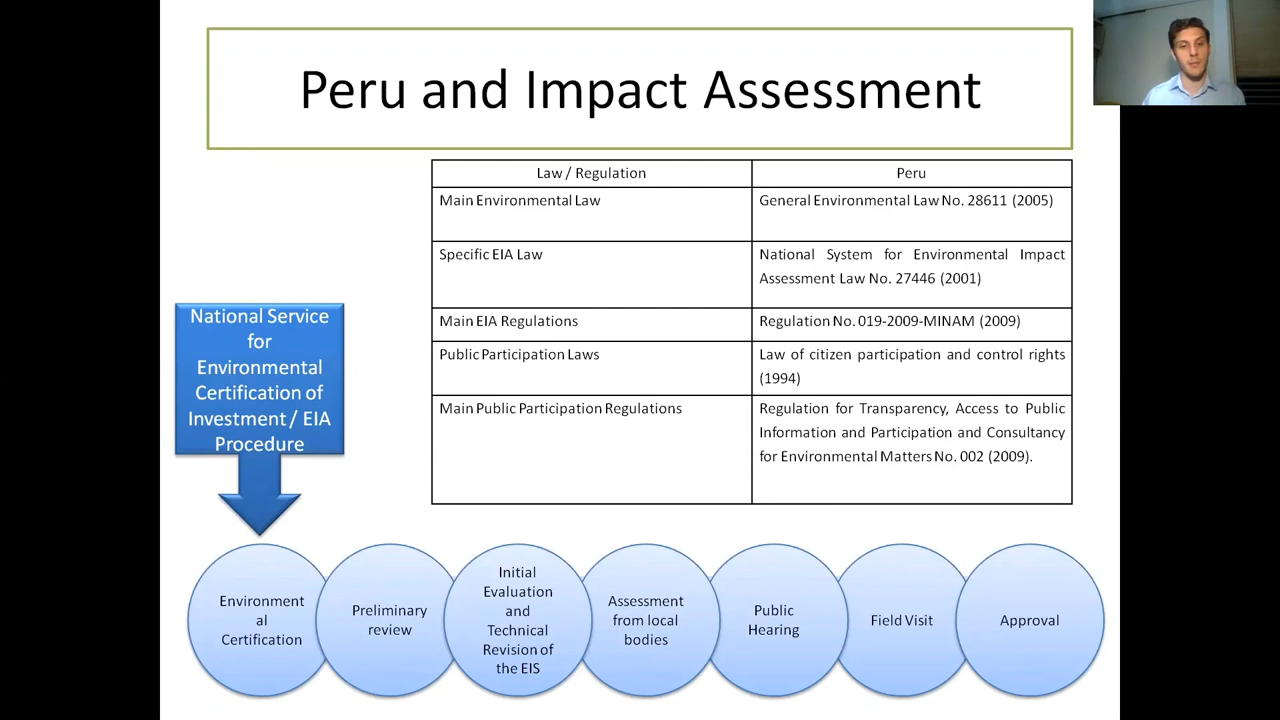 Peru and Impact Assessment
Law / Regulation
Peru
Main Environmental Law
General Environmental Law No. 28611 (2005)
Specific EIA Law
National System for Environmental Impact
Assessment Law No. 27446 (2001)
Main EIA Regulations
Regulation No. 019-2009-MINAM (2009)
Public Participation Laws
Law of citizen participation and control rights
(1994)
Main Public Participation Regulations
Regulation for Transparency, Access to Public
Information and Participation and Consultancy
for Environmental Matters No. 002 (2009).
National Service
for
Environmental
Certification of
Investment / EIA
Procedure
Environment
al
Certification
Preliminary
review
Initial
Evaluation
and
Technical
Revision of
the EIS
Assessment
from local
bodies
Public
Hearing
Field Visit
Approval